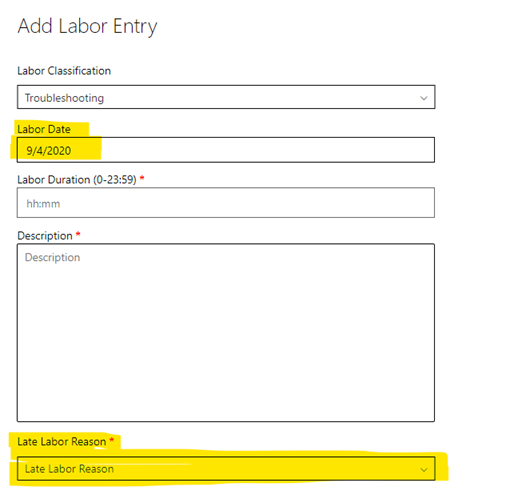 Add Labor Entry
Labor Classification
Troubleshooting
Labor Date
9/4/2020
Labor Duration (0-23:59) *
hh:mm
Description *
Description
Late Labor Reason *
Late Labor Reason